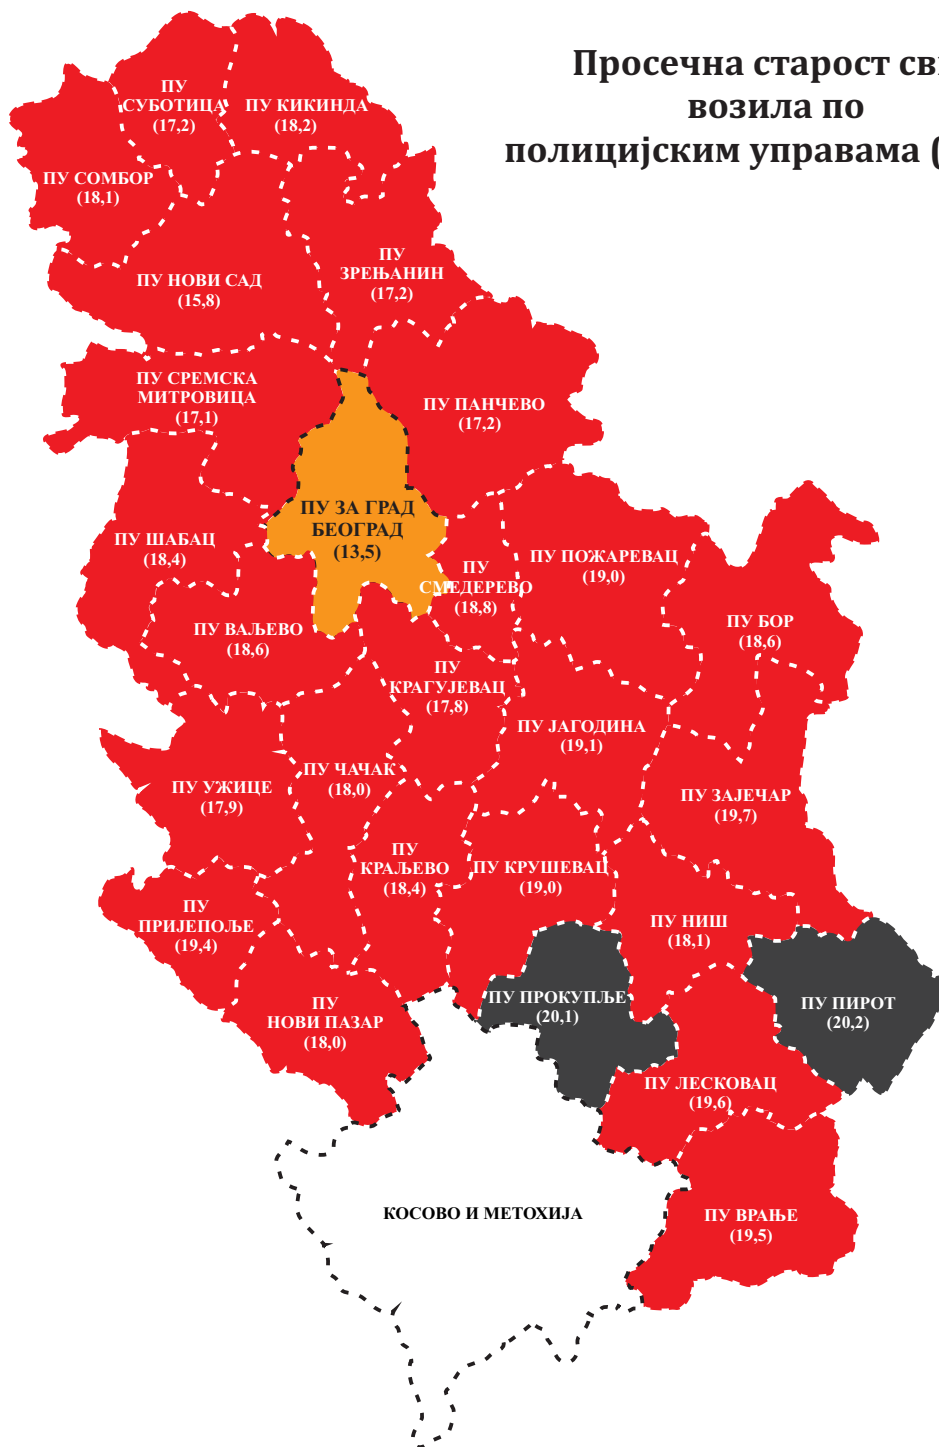 Просечна старост
возила по
полицијским управама (
ПУ
СУБОТИЦА
(17,2)
ПУ КИКИНДА
(18,2)
ПУ СОМБОР
(18,1)
ПУ
ЗРЕЊАНИН
(17,2)
ПУ НОВИ САД
(15,8)
ПУ СРЕМСКА
МИТРОВИЦА
(17,1)
ПУ ПАНЧЕВО
(17,2)
ПУ ЗА ГРАД
БЕОГРАД
(13,5)
ПУ ШАБАЦ
(18,4)
ПУ
СМЕДЕРЕВО
(18,8)
ПУ ПОЖАРЕВАЦ
(19,0)
ПУ ВАЉЕВО
(18,6)
ПУ БОР
(18,6)
ПУ
КРАГУЈЕВАЦ
(17,8)
ПУ ЈАГОДИНА
(19,1)
ПУ УЖИЦЕ
(17,9)
ПУ ЧАЧАК
(18,0)
ПУ ЗАЈЕЧАР
(19,7)
ПУ
КРАЉЕВО
(18,4)
ПУ КРУШЕВАЦ
(19,0)
ПУ
ПРИЈЕПОЉЕ
(19,4)
ПУ НИШ
(18,1)
ПУ
НОВИ ПАЗАР
(18,0)
ПУ ПРОКУПЉЕ
(20,1)
ПУ ПИРОТ
(20,2)
ПУ ЛЕСКОВАЦ
(19,6)
КОСОВО И МЕТОХИЈА
ПУ ВРАЊЕ
(19,5)